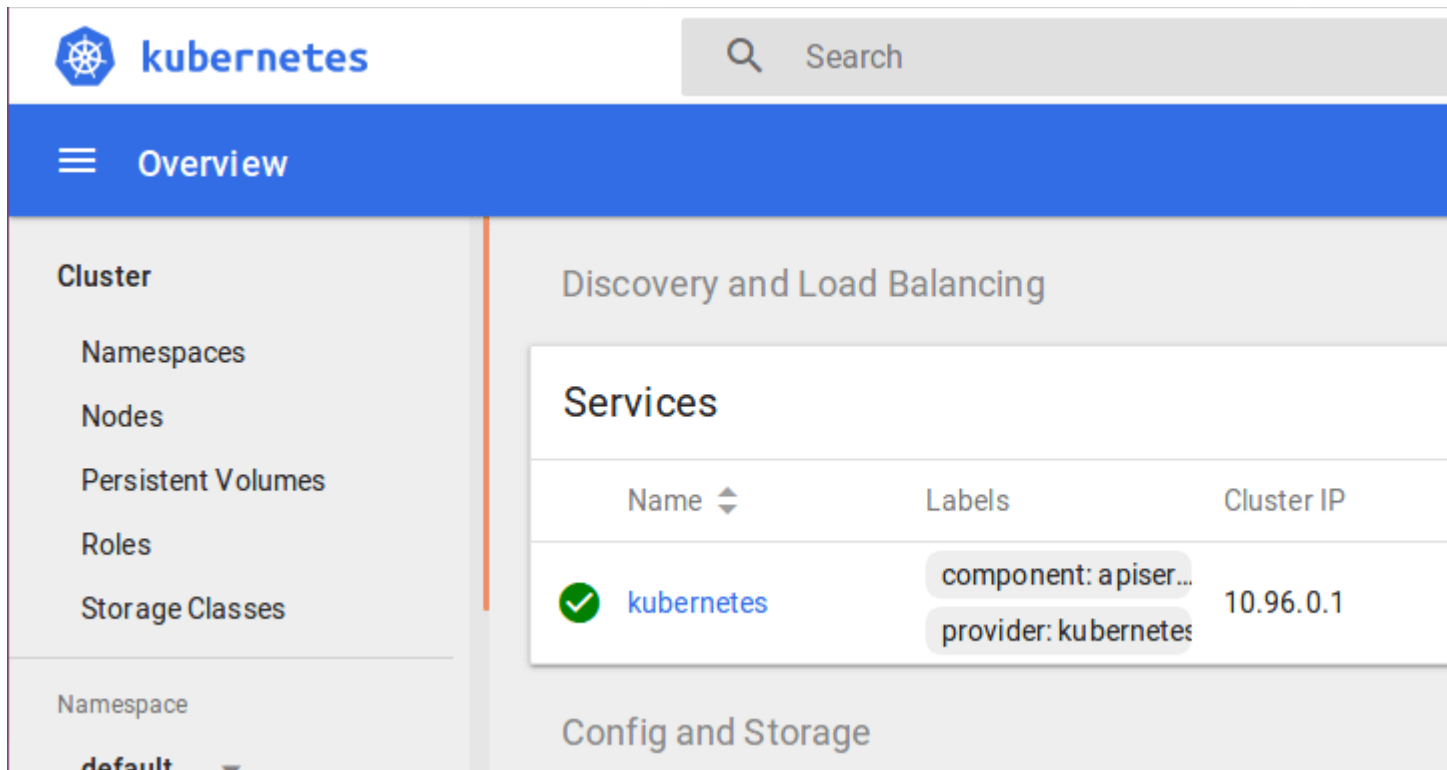 kubernetes
Search
Overview
Cluster
Namespaces
Nodes
Persistent Volumes
Roles
Storage Classes
Namespace
default
Discovery and Load Balancing
Services
Name Labels Cluster IP
component: apiser...
kubernetes 10.96.0.1
provider: kubernetes
Config and Storage